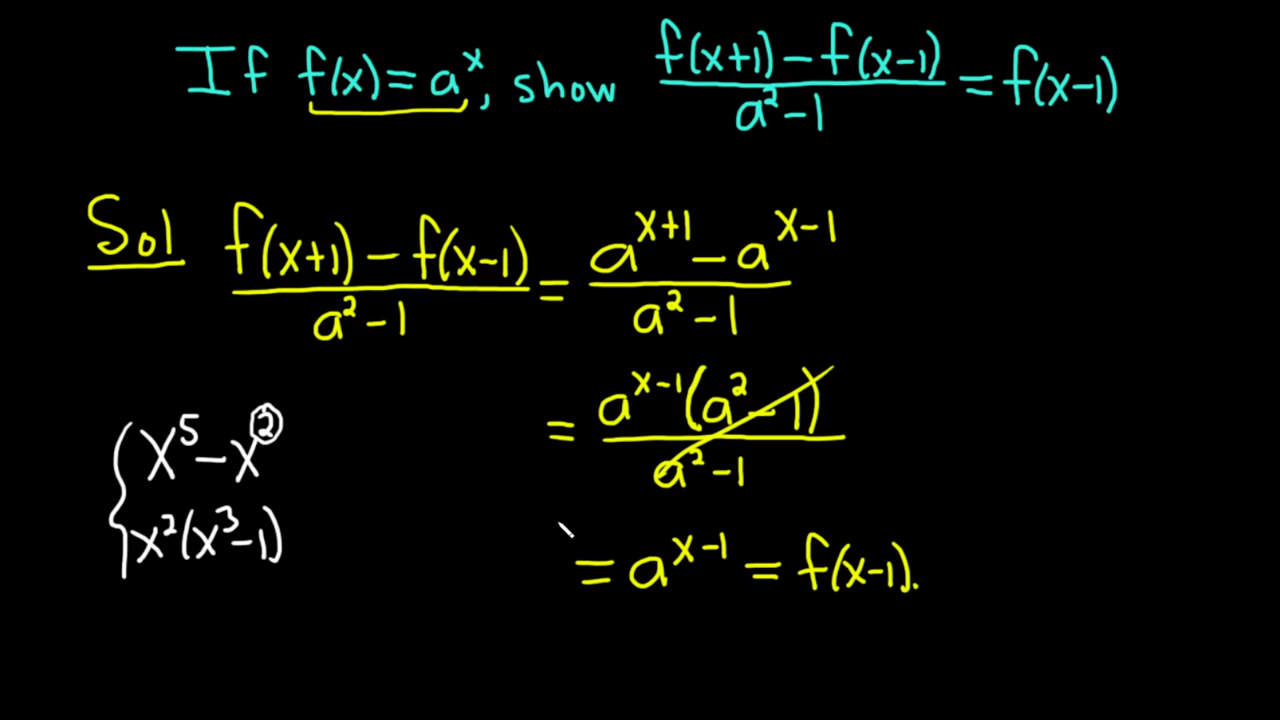 If f(x) = a^x, show (f(x+1) - f(x-1))/(a^2 - 1) = f(x-1)
Sol (f(x+1) - f(x-1))/(a^2 - 1) = (a^(x+1) - a^(x-1))/(a^2 - 1)
= (a^(x-1)(a^2 - 1))/(a^2 - 1)
x^5 - x^2
x^2(x^3 - 1)
= a^(x-1) = f(x-1).